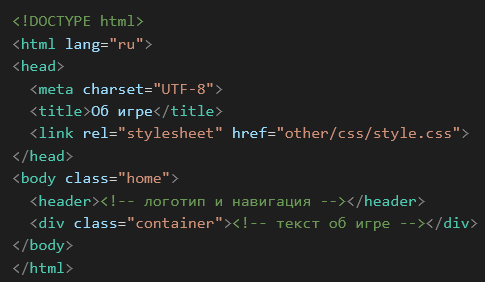 <!DOCTYPE html>
<html lang="ru">
<head>
  <meta charset="UTF-8">
  <title>Об игре</title>
  <link rel="stylesheet" href="other/css/style.css">
</head>
<body class="home">
  <header><!-- логотип и навигация --></header>
  <div class="container"><!-- текст об игре --></div>
</body>
</html>